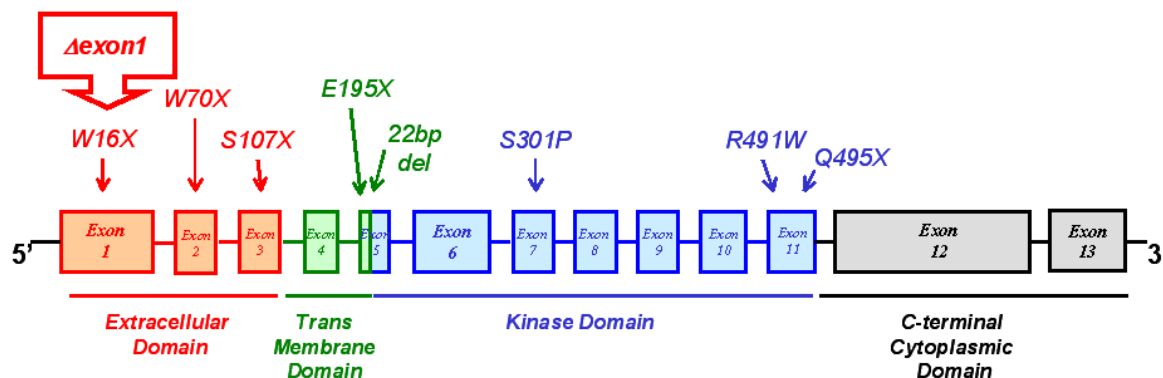 Δexon1
W70X
E195X
W16X
S107X
22bp
del
S301P
R491W
Q495X
5’
Exon
1
Exon
2
Exon
3
Exon
4
Exon
5
Exon
6
Exon
7
Exon
8
Exon
9
Exon
10
Exon
11
Exon
12
Exon
13
3
Extracellular
Domain
Trans
Membrane
Domain
Kinase Domain
C-terminal
Cytoplasmic
Domain